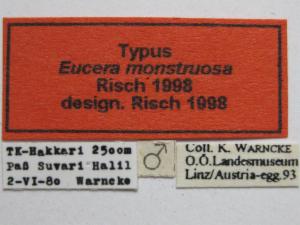 Typus
Eucera monstruosa
Risch 1998
design. Risch 1998
TK-Hakkari 2500m
Paß Suvari Halil
2-VI-80 Warncke
♂
Coll. K. WARNCKE
O.Ö.Landesmuseum
Linz/Austria-egg.93